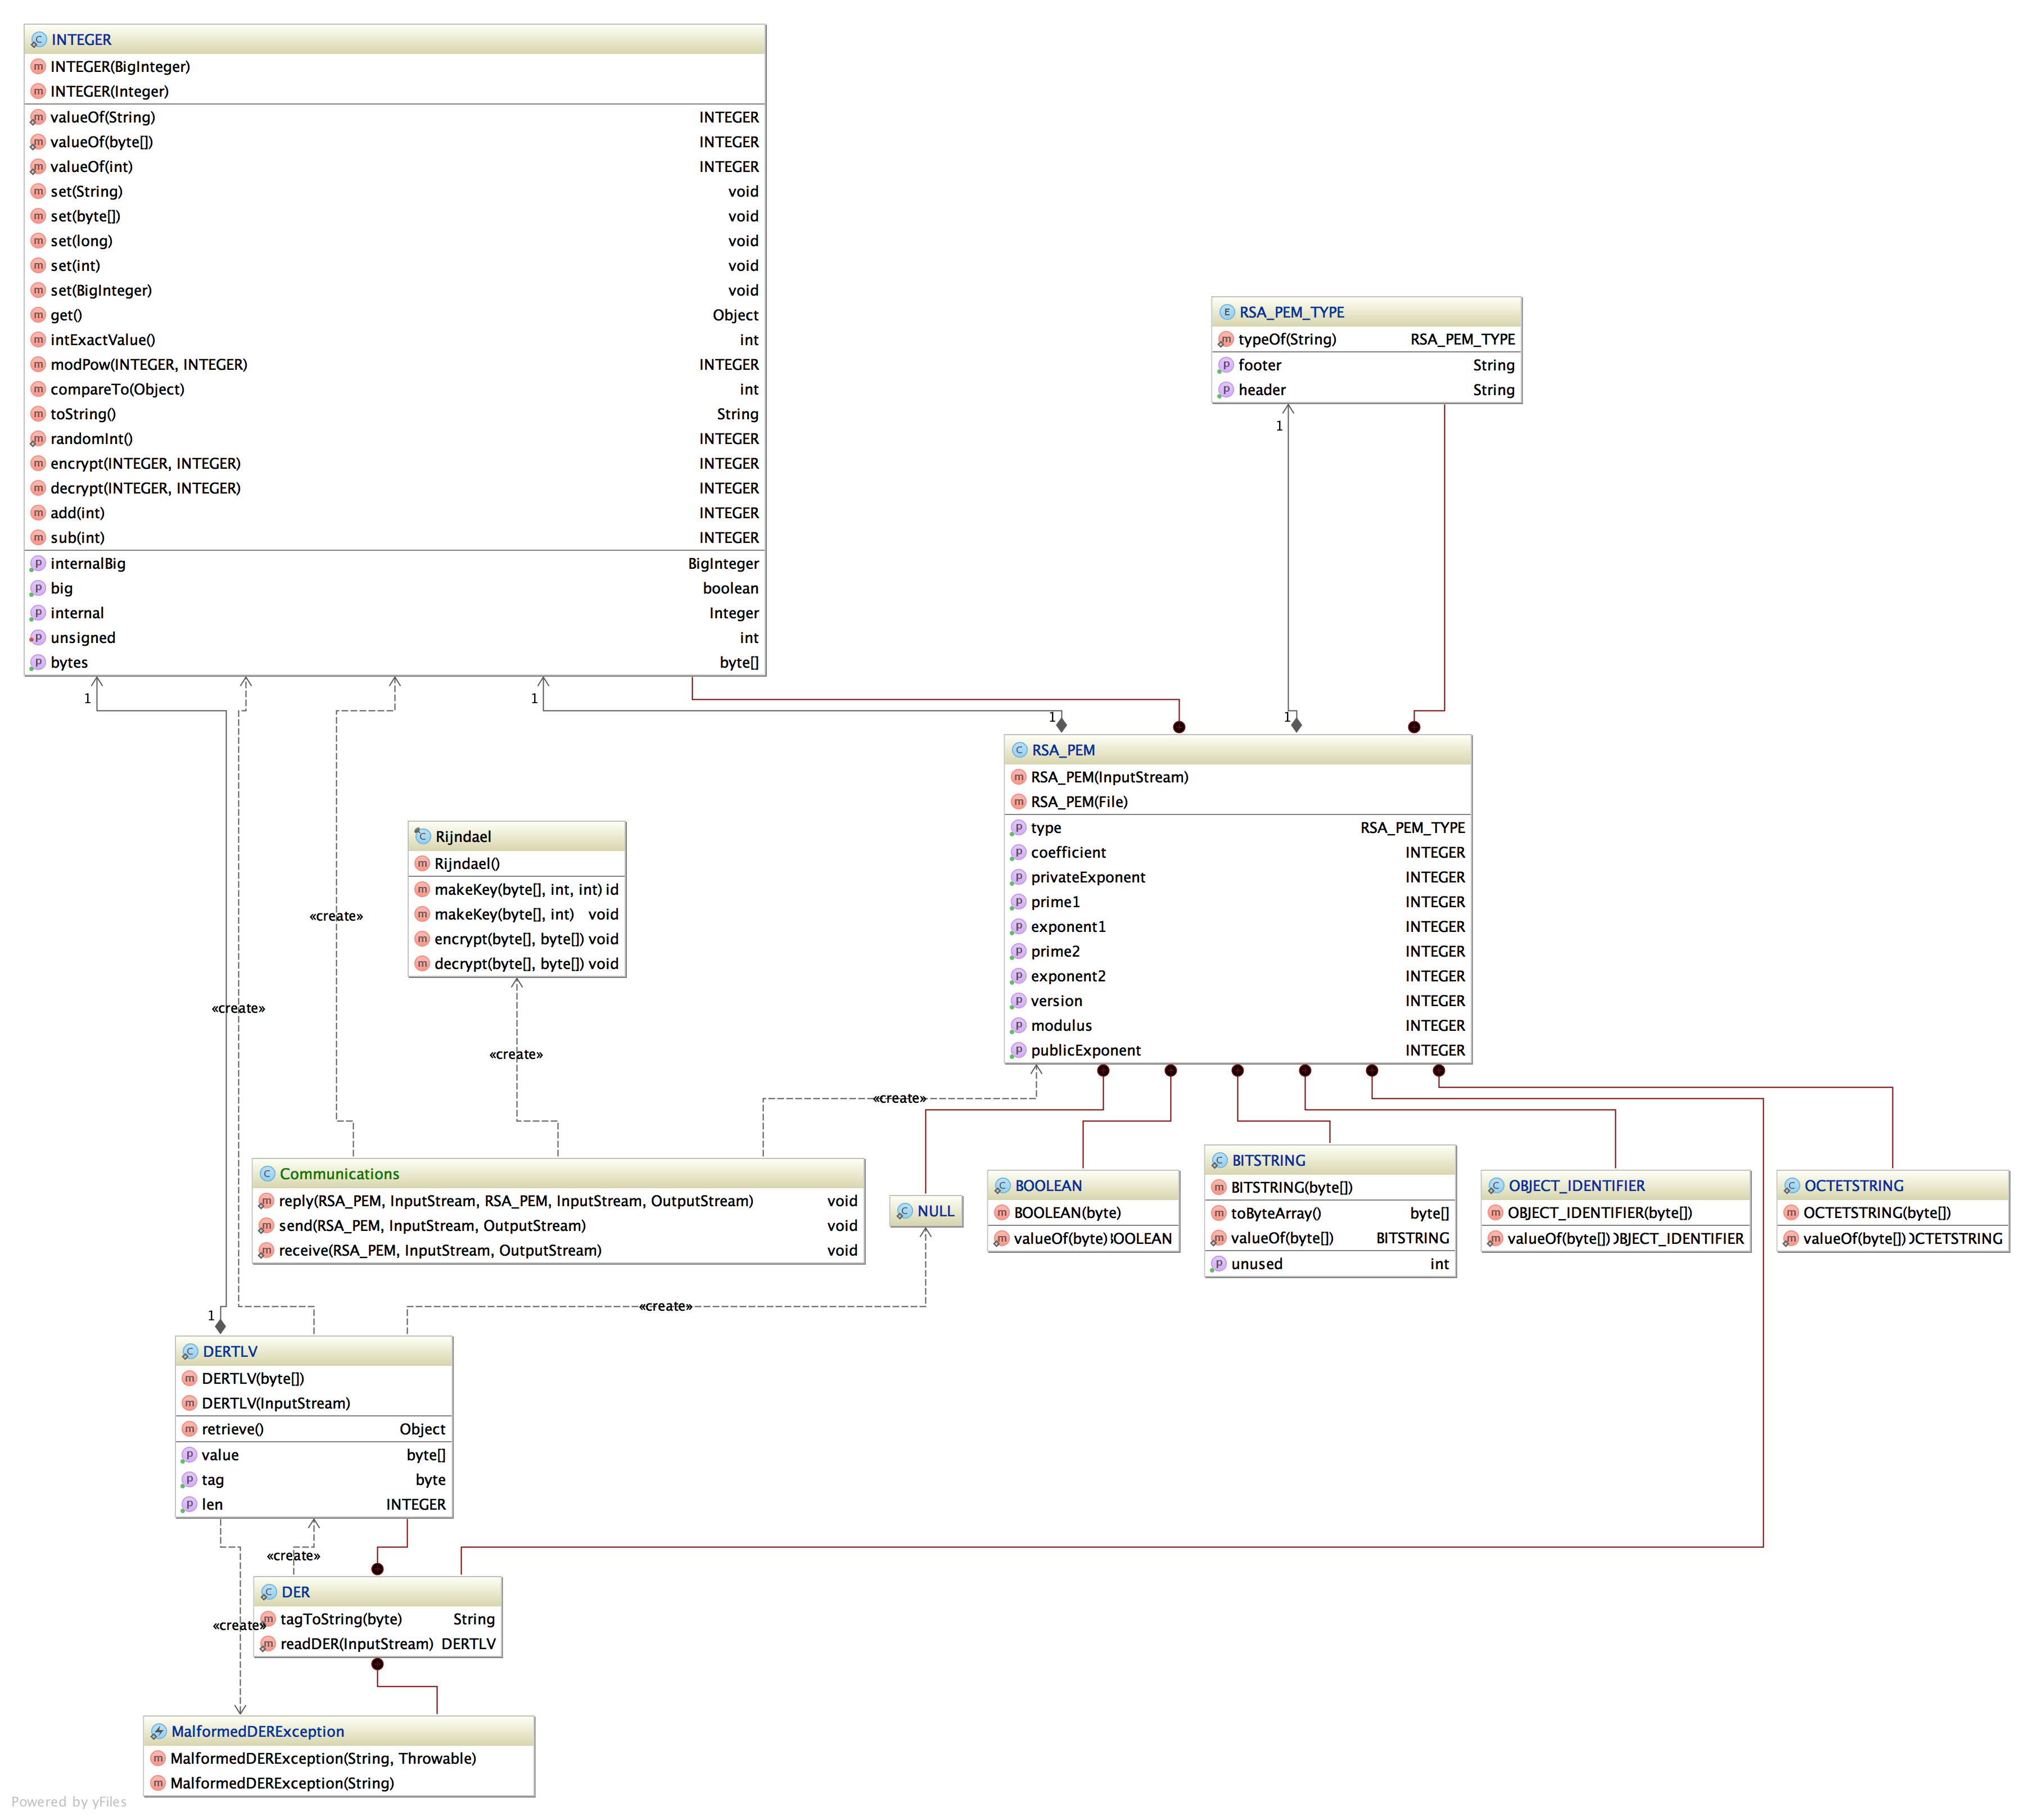 INTEGER
INTEGER(BigInteger)
INTEGER(Integer)
valueOf(String) INTEGER
valueOf(byte[]) INTEGER
valueOf(int) INTEGER
set(String) void
set(byte[]) void
set(long) void
set(int) void
set(BigInteger) void
get() Object
intExactValue() int
modPow(INTEGER, INTEGER) INTEGER
compareTo(Object) int
toString() String
randomInt() INTEGER
encrypt(INTEGER, INTEGER) INTEGER
decrypt(INTEGER, INTEGER) INTEGER
add(int) INTEGER
sub(int) INTEGER
internalBig BigInteger
big boolean
internal Integer
unsigned int
bytes byte[]
RSA_PEM_TYPE
typeOf(String) RSA_PEM_TYPE
footer String
header String
1
1
1
1
1
RSA_PEM
RSA_PEM(InputStream)
RSA_PEM(File)
type RSA_PEM_TYPE
coefficient INTEGER
privateExponent INTEGER
prime1 INTEGER
exponent1 INTEGER
prime2 INTEGER
exponent2 INTEGER
version INTEGER
modulus INTEGER
publicExponent INTEGER
Rijndael
Rijndael()
makeKey(byte[], int, int) id
makeKey(byte[], int) void
encrypt(byte[], byte[]) void
decrypt(byte[], byte[]) void
«create»
«create»
«create»
«create»
Communications
reply(RSA_PEM, InputStream, RSA_PEM, InputStream, OutputStream) void
send(RSA_PEM, InputStream, OutputStream) void
receive(RSA_PEM, InputStream, OutputStream) void
NULL
BOOLEAN
BOOLEAN(byte)
valueOf(byte) BOOLEAN
BITSTRING
BITSTRING(byte[])
toByteArray() byte[]
valueOf(byte[]) BITSTRING
unused int
OBJECT_IDENTIFIER
OBJECT_IDENTIFIER(byte[])
valueOf(byte[]) OBJECT_IDENTIFIER
OCTETSTRING
OCTETSTRING(byte[])
valueOf(byte[]) OCTETSTRING
«create»
1
DERTLV
DERTLV(byte[])
DERTLV(InputStream)
retrieve() Object
value byte[]
tag byte
len INTEGER
«create»
DER
tagToString(byte) String
readDER(InputStream) DERTLV
«create»
MalformedDERException
MalformedDERException(String, Throwable)
MalformedDERException(String)
Powered by yFiles